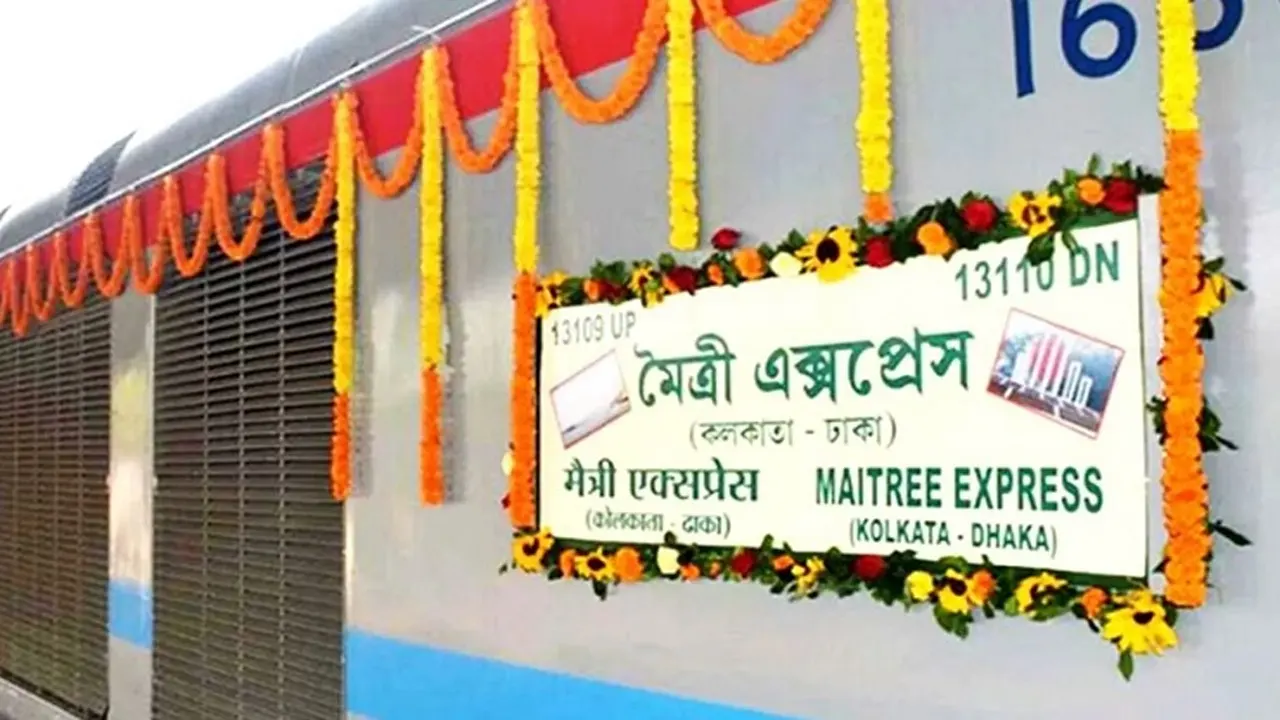 13109 UP
13110 DN
মৈত্রী এক্সপ্রেস
(কলকাতা - ঢাকা)
मैत्री एक्सप्रेस
(कोलकाता - ढाका)
MAITREE EXPRESS
(KOLKATA - DHAKA)